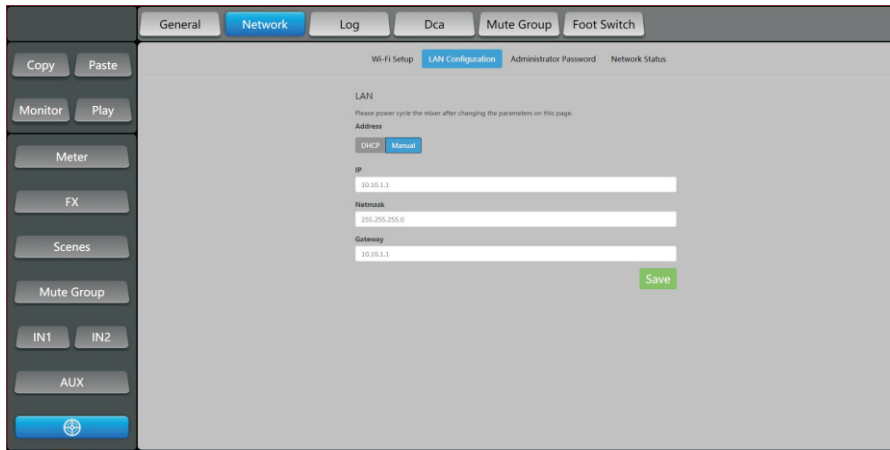 General Network Log Dca Mute Group Foot Switch
Copy Paste
Monitor Play
Meter
FX
Scenes
Mute Group
IN1 IN2
AUX
Wi-Fi Setup LAN Configuration Administrator Password Network Status
LAN
Please power cycle the mixer after changing the parameters on this page.
Address
DHCP Manual
IP
10.10.1.1
Netmask
255.255.255.0
Gateway
10.10.1.1
Save